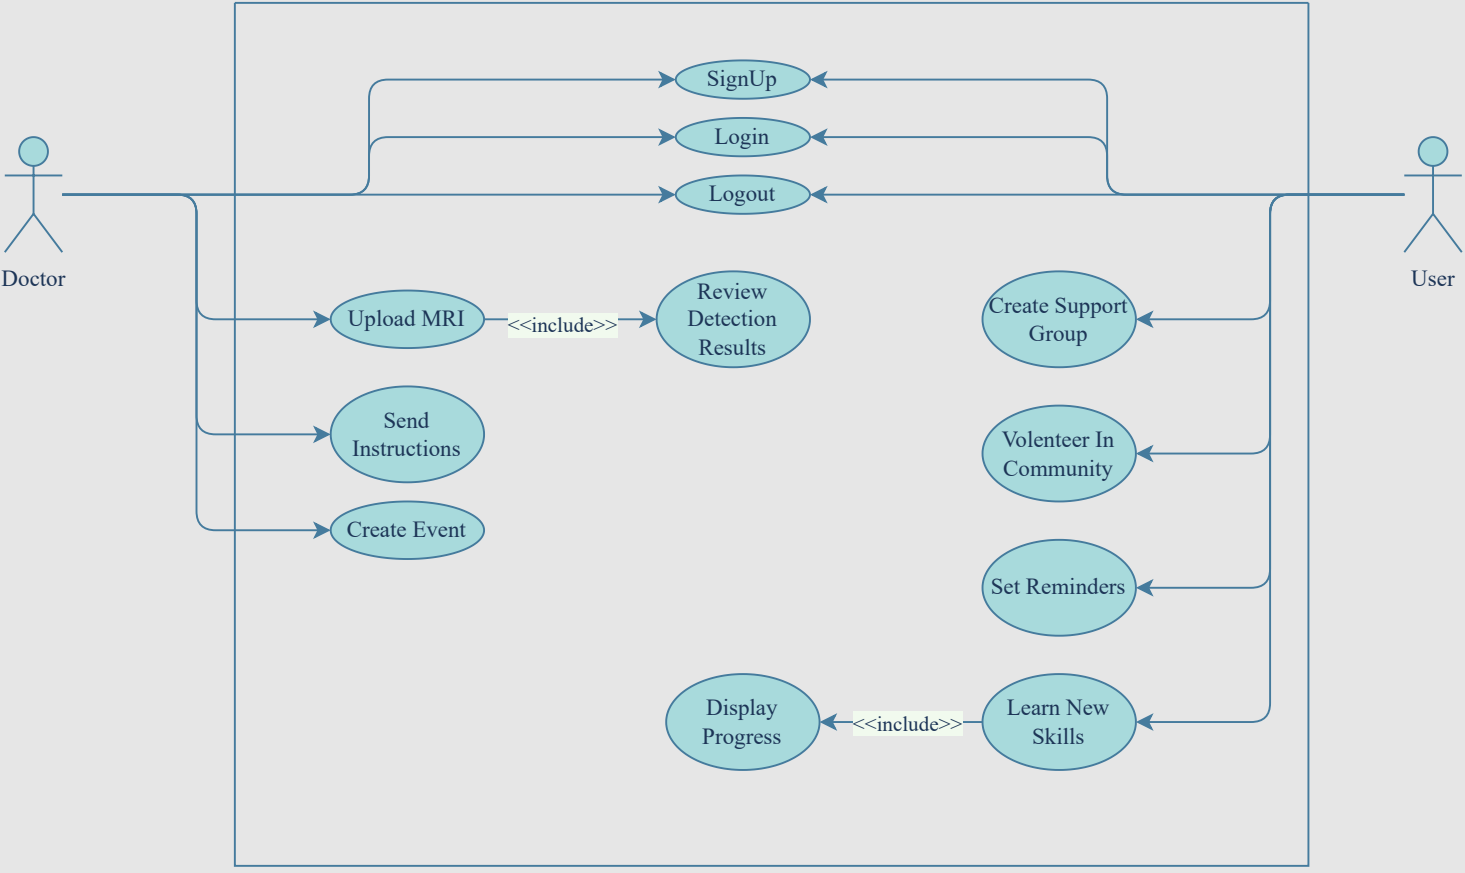 SignUp
Login
Logout
Doctor
User
Upload MRI
<<include>>
Review
Detection
Results
Create Support
Group
Send
Instructions
Volenteer In
Community
Create Event
Set Reminders
Display
Progress
<<include>>
Learn New
Skills